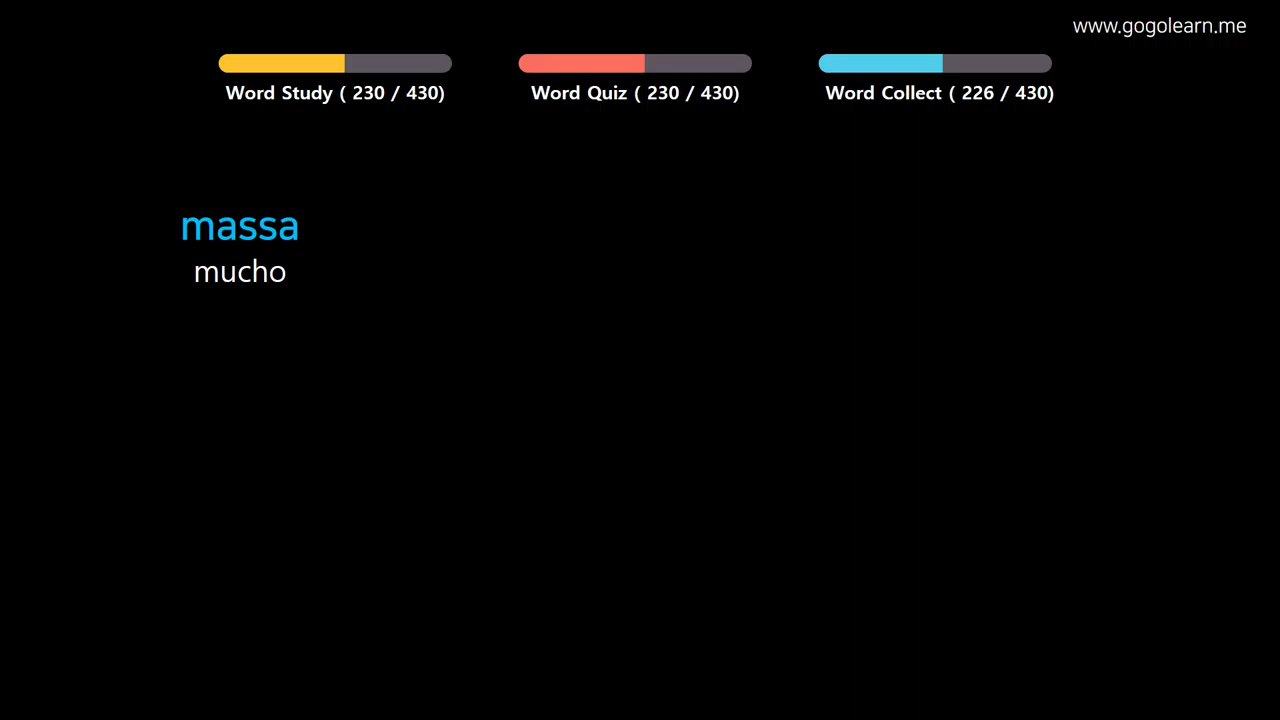 www.gogolearn.me
Word Study ( 230 / 430)
Word Quiz ( 230 / 430)
Word Collect ( 226 / 430)
massa
mucho